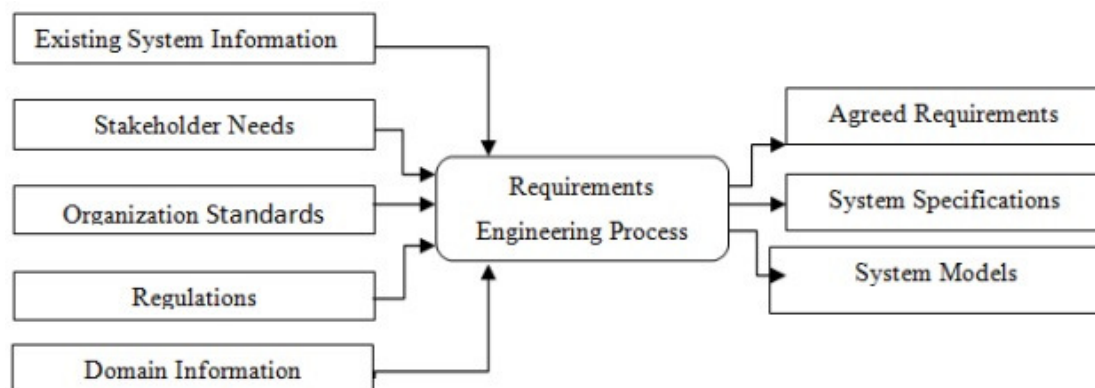 Existing System Information
Stakeholder Needs
Organization Standards
Regulations
Domain Information
Requirements
Engineering Process
Agreed Requirements
System Specifications
System Models